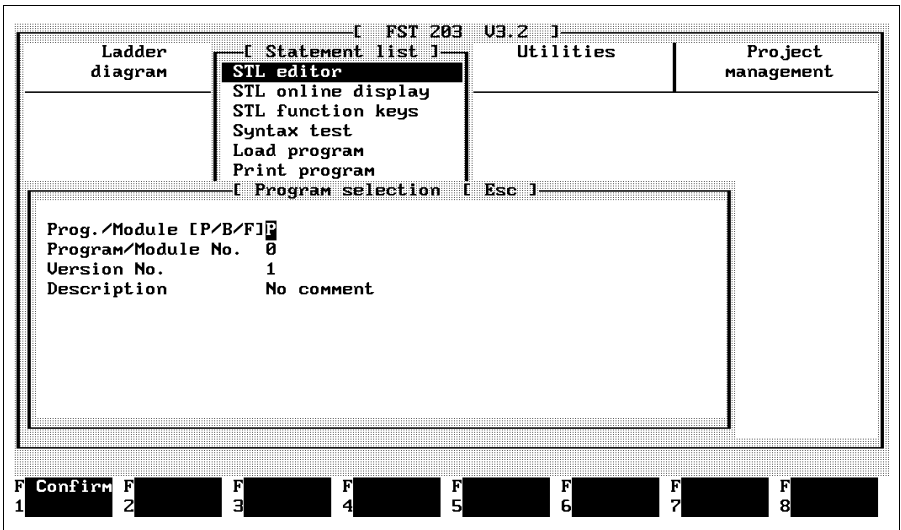 [ FST 203 V3.2 ]
Ladder diagram
[ Statement list ]
Utilities
Project management
STL editor
STL online display
STL function keys
Syntax test
Load program
Print program
[ Program selection [ Esc ]
Prog./Module [P/B/F]P
Program/Module No. 0
Version No. 1
Description No comment
F1 Confirm F2 F3 F4 F5 F6 F7 F8